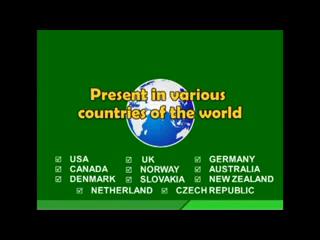 Present in various
countries of the world
☑ USA ☑ UK ☑ GERMANY
☑ CANADA ☑ NORWAY ☑ AUSTRALIA
☑ DENMARK ☑ SLOVAKIA ☑ NEW ZEALAND
☑ NETHERLAND ☑ CZECH REPUBLIC